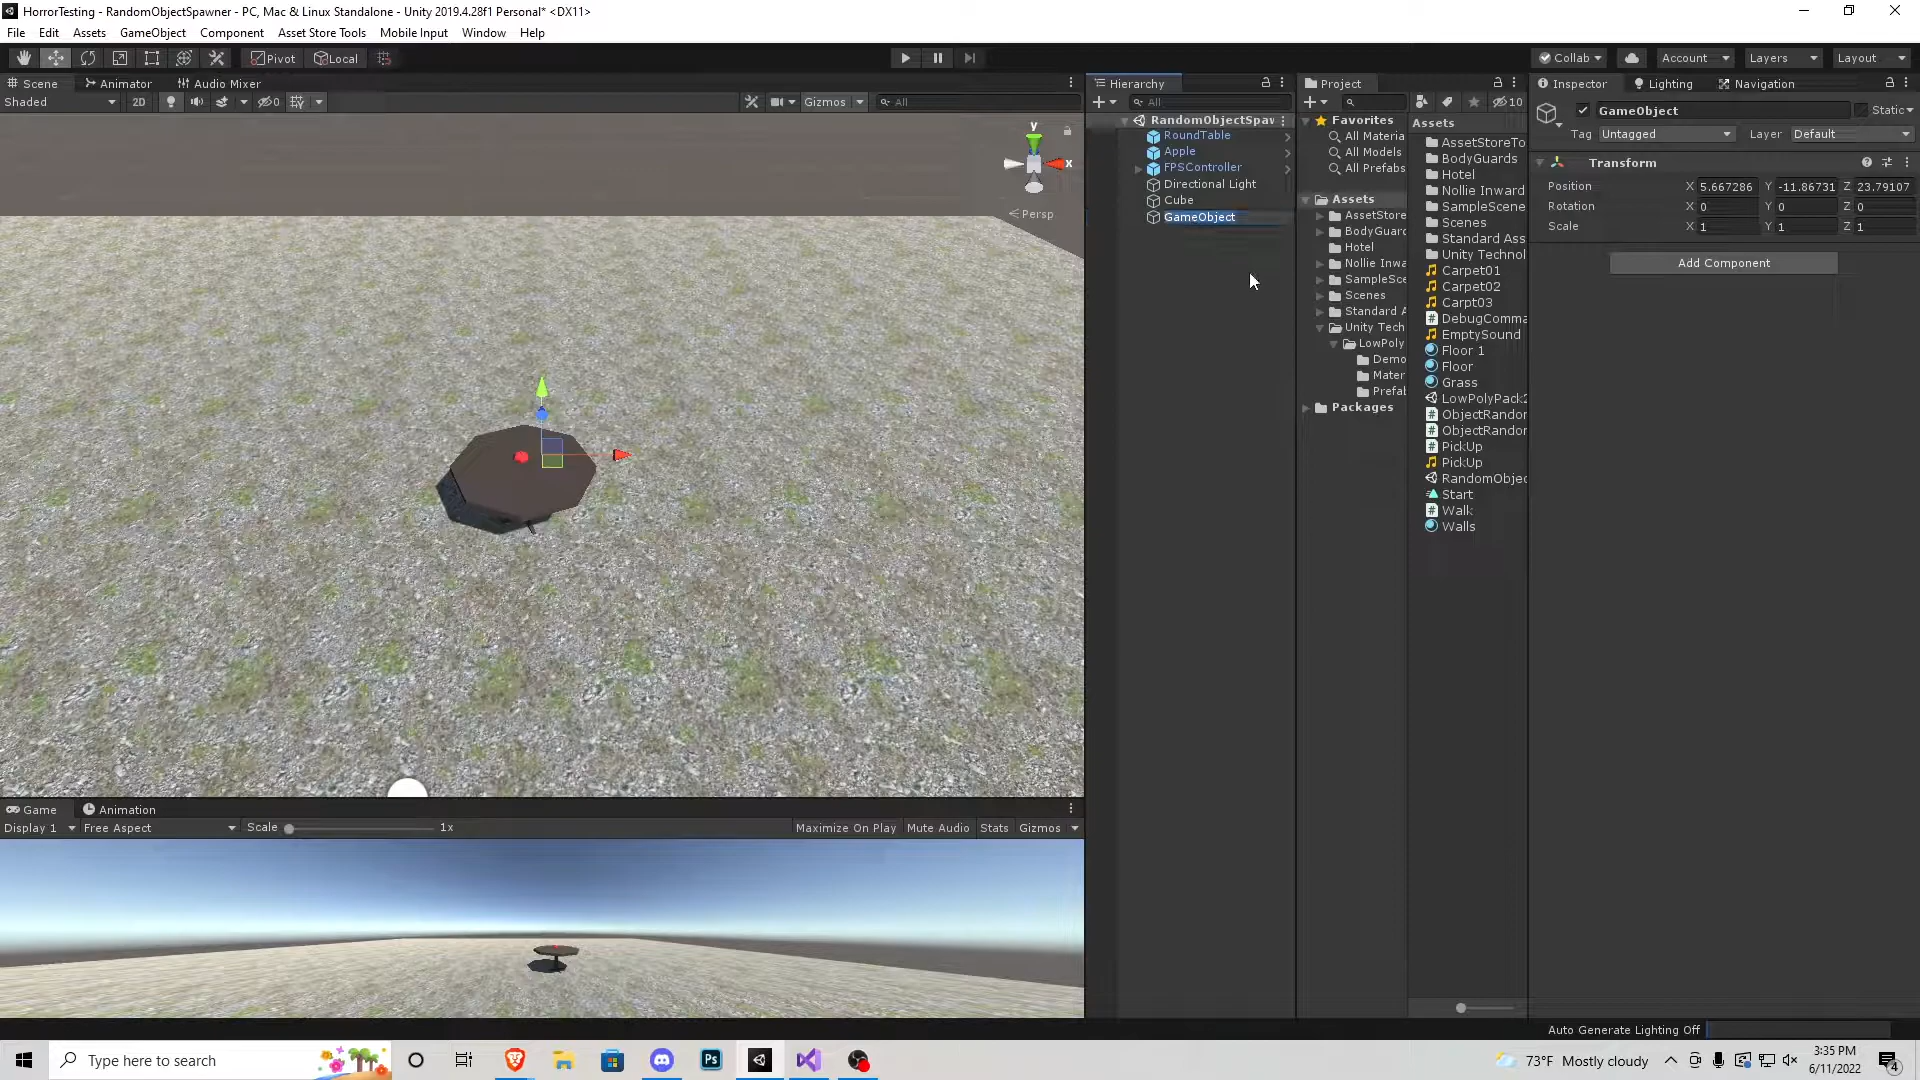 HorrorTesting - RandomObjectSpawner - PC, Mac & Linux Standalone - Unity 2019.4.28f1 Personal* <DX11>
File Edit Assets GameObject Component Asset Store Tools Mobile Input Window Help
Pivot Local Collab Account Layers Layout
Scene Animator Audio Mixer
Shaded 2D 0 Gizmos All
y
x
Persp
Hierarchy
All
RandomObjectSpav
RoundTable
Apple
FPSController
Directional Light
Cube
GameObject
Project
10
Favorites
All Materia
All Models
All Prefabs
Assets
AssetStore
BodyGuard
Hotel
Nollie Inwa
SampleSce
Scenes
Standard A
Unity Tech
LowPoly
Demo
Mater
Prefab
Packages
Assets
AssetStoreTo
BodyGuards
Hotel
Nollie Inward
SampleScene
Scenes
Standard Ass
Unity Technol
Carpet01
Carpet02
Carpt03
DebugComma
EmptySound
Floor 1
Floor
Grass
LowPolyPack2
ObjectRandor
ObjectRandor
PickUp
PickUp
RandomObjec
Start
Walk
Walls
Inspector Lighting Navigation
GameObject Static
Tag Untagged Layer Default
Transform
Position X 5.667286 Y -11.86731 Z 23.79107
Rotation X 0 Y 0 Z 0
Scale X 1 Y 1 Z 1
Add Component
Game Animation
Display 1 Free Aspect Scale 1x Maximize On Play Mute Audio Stats Gizmos
Auto Generate Lighting Off
Type here to search
Ps
73°F Mostly cloudy
3:35 PM
6/11/2022
4